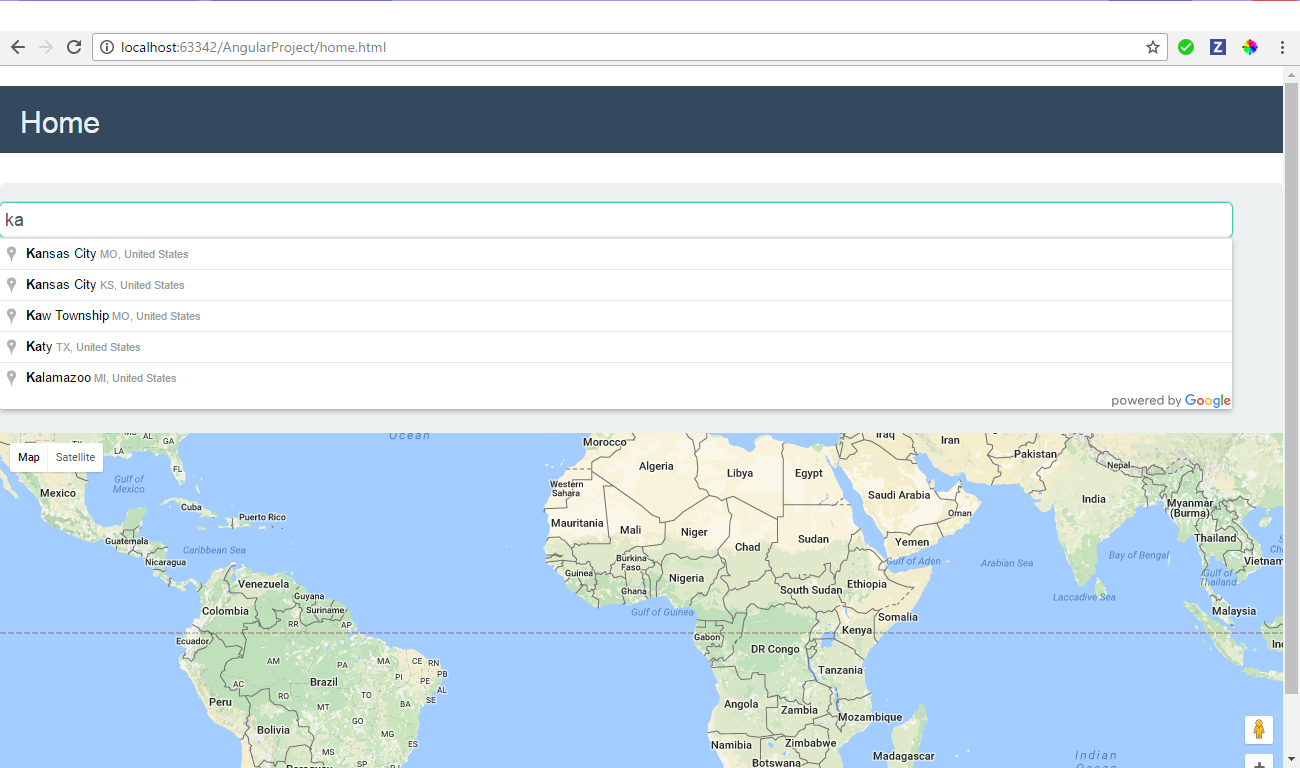 localhost:63342/AngularProject/home.html
Z
Home
ka
Kansas City MO, United States
Kansas City KS, United States
Kaw Township MO, United States
Katy TX, United States
Kalamazoo MI, United States
powered by Google
Map
Satellite
Ocean
AL
GA
LA
FL
Gulf of
Mexico
Mexico
Cuba
Puerto Rico
Guatemala
Caribbean Sea
Nicaragua
Venezuela
Guyana
Colombia
Suriname
RR
AP
Ecuador
AM
PA
MA
CE
RN
PB
PI
PE
AC
RO
Brazil
TO
AL
SE
Peru
MT
BA
GO
Bolivia
MG
MS
ES
SP
Paraguay
Morocco
Algeria
Libya
Egypt
Western
Sahara
Mauritania
Mali
Niger
Chad
Sudan
Burkina
Faso
Guinea
Ghana
Nigeria
Gulf of Guinea
South Sudan
Ethiopia
Somalia
Gabon
DR Congo
Kenya
Tanzania
Angola
Zambia
Mozambique
Namibia
Zimbabwe
Botswana
Madagascar
Iraq
Iran
Pakistan
Nepal
Saudi Arabia
Oman
Yemen
Gulf of Aden
Arabian Sea
India
Bay of Bengal
Laccadive Sea
Myanmar
(Burma)
Thailand
Vietnam
Gulf of
Thailand
Malaysia
Indian
Ocean